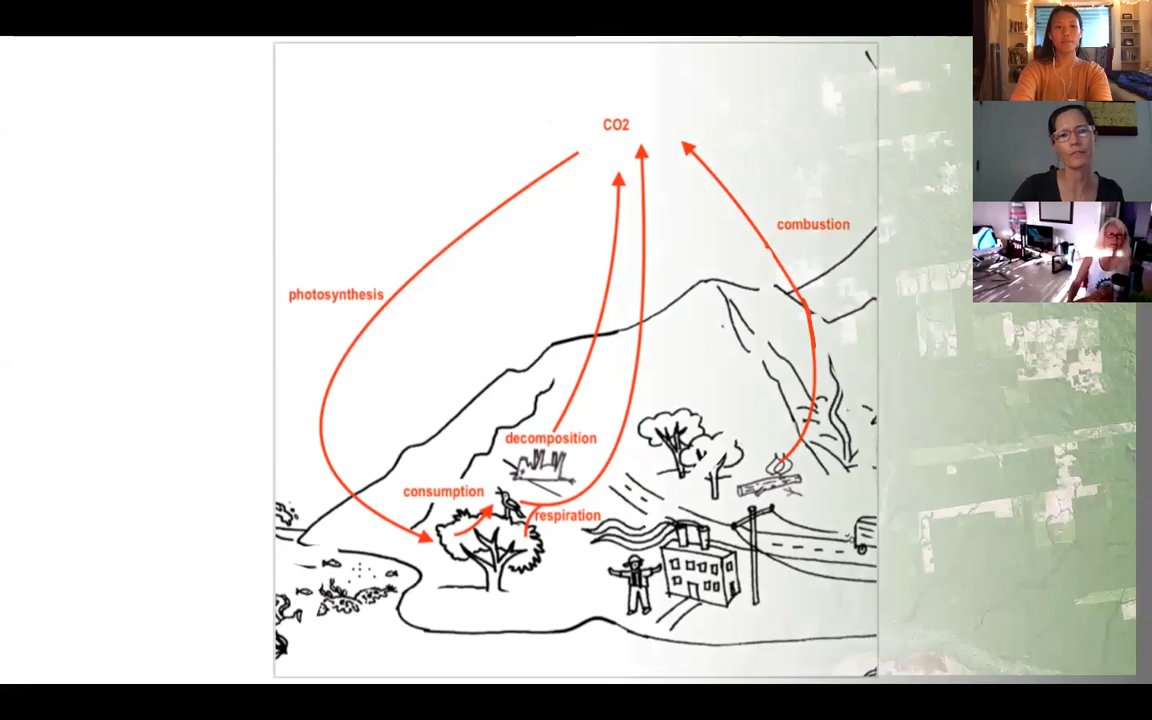 CO2
combustion
photosynthesis
decomposition
consumption
respiration